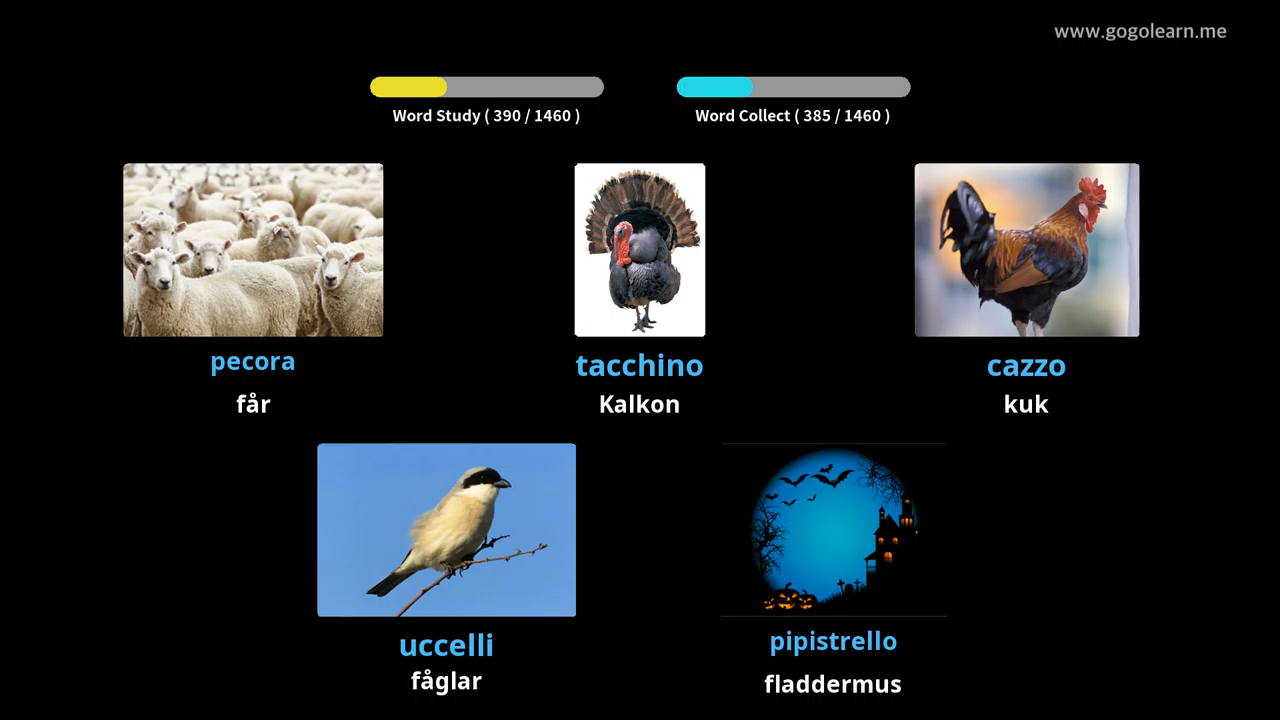 www.gogolearn.me
Word Study ( 390 / 1460 )
Word Collect ( 385 / 1460 )
pecora
får
tacchino
Kalkon
cazzo
kuk
uccelli
fåglar
pipistrello
fladdermus